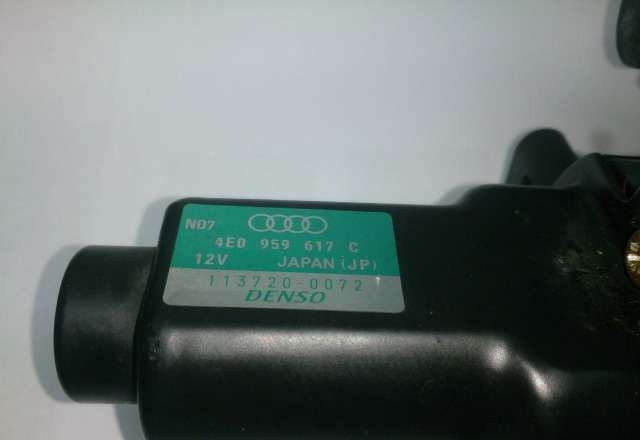 N07
4E0 959 617 C
12V JAPAN (JP)
113720-0072
DENSO